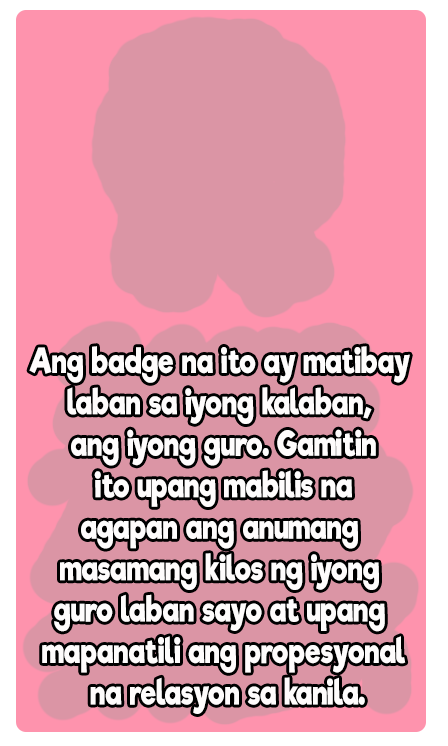 Ang badge na ito ay matibay
laban sa iyong kalaban,
ang iyong guro. Gamitin
ito upang mabilis na
agapan ang anumang
masamang kilos ng iyong
guro laban sayo at upang
mapanatili ang propesyonal
na relasyon sa kanila.